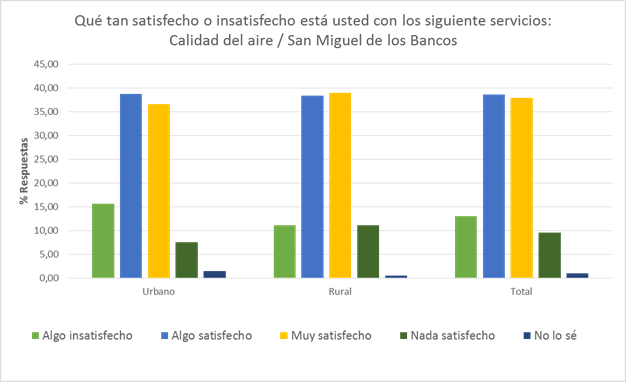 Qué tan satisfecho o insatisfecho está usted con los siguiente servicios:
Calidad del aire / San Miguel de los Bancos
% Respuestas
45,00
40,00
35,00
30,00
25,00
20,00
15,00
10,00
5,00
0,00
Urbano Rural Total
Algo insatisfecho Algo satisfecho Muy satisfecho Nada satisfecho No lo sé